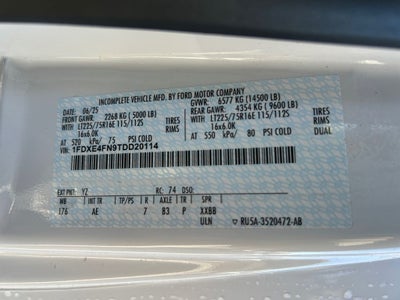 INCOMPLETE VEHICLE MFD. BY FORD MOTOR COMPANY
DATE: 06/25 GVWR: 6577 KG (14500 LB)
FRONT GAWR: 2268 KG (5000 LB) REAR GAWR: 4354 KG (9600 LB)
LT225/75R16E 115/112S TIRES WITH LT225/75R16E 115/112S TIRES
16x6.0K RIMS 16x6.0K RIMS
AT 520 kPa/ 75 PSI COLD AT 550 kPa/ 80 PSI COLD DUAL
1FDXE4FN9TDD20114
EXT PNT: YZ RC: 74 DSO:
WB INT TR TP/PS R AXLE TR SPR
176 AE 7 B3 P XXBB
ULN RU5A-3520472-AB